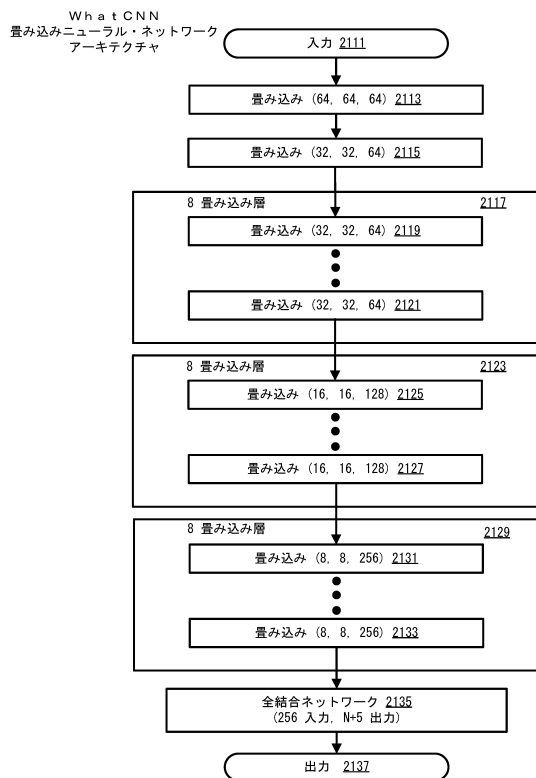 WhatCNN
畳み込みニューラル・ネットワーク
アーキテクチャ
入力 2111
畳み込み (64, 64, 64) 2113
畳み込み (32, 32, 64) 2115
8 畳み込み層
2117
畳み込み (32, 32, 64) 2119
畳み込み (32, 32, 64) 2121
8 畳み込み層
2123
畳み込み (16, 16, 128) 2125
畳み込み (16, 16, 128) 2127
8 畳み込み層
2129
畳み込み (8, 8, 256) 2131
畳み込み (8, 8, 256) 2133
全結合ネットワーク 2135
(256 入力, N+5 出力)
出力 2137